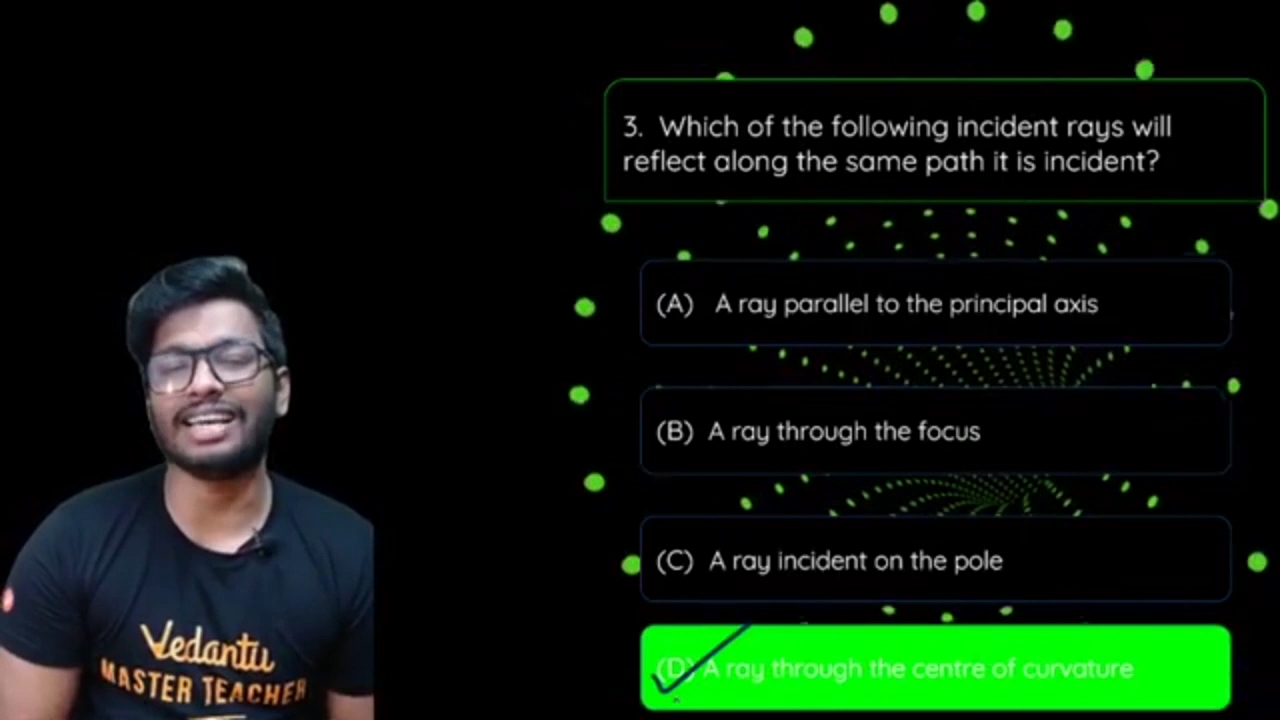 3. Which of the following incident rays will
reflect along the same path it is incident?
(A) A ray parallel to the principal axis
(B) A ray through the focus
(C) A ray incident on the pole
(D) A ray through the centre of curvature
Vedantu
MASTER TEACHER